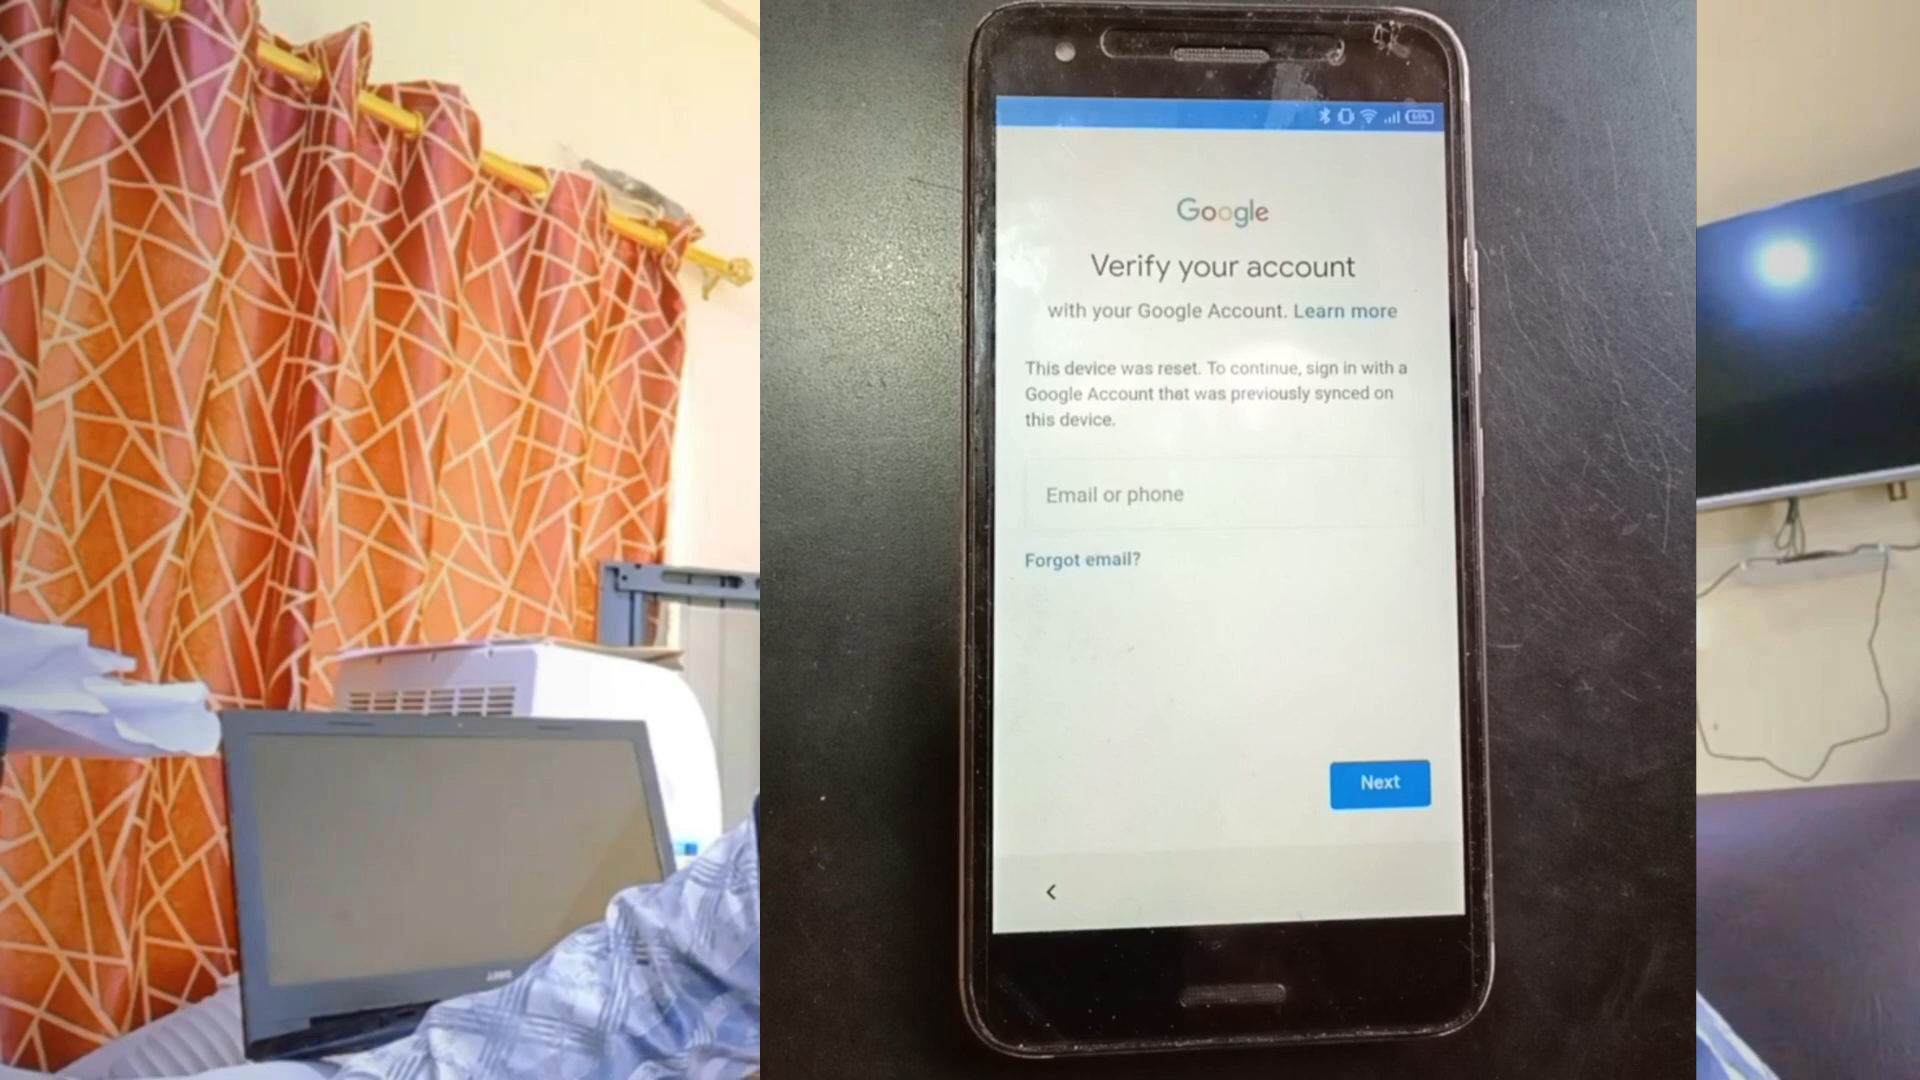 Google
Verify your account
with your Google Account. Learn more
This device was reset. To continue, sign in with a
Google Account that was previously synced on
this device.
Email or phone
Forgot email?
Next
DELL